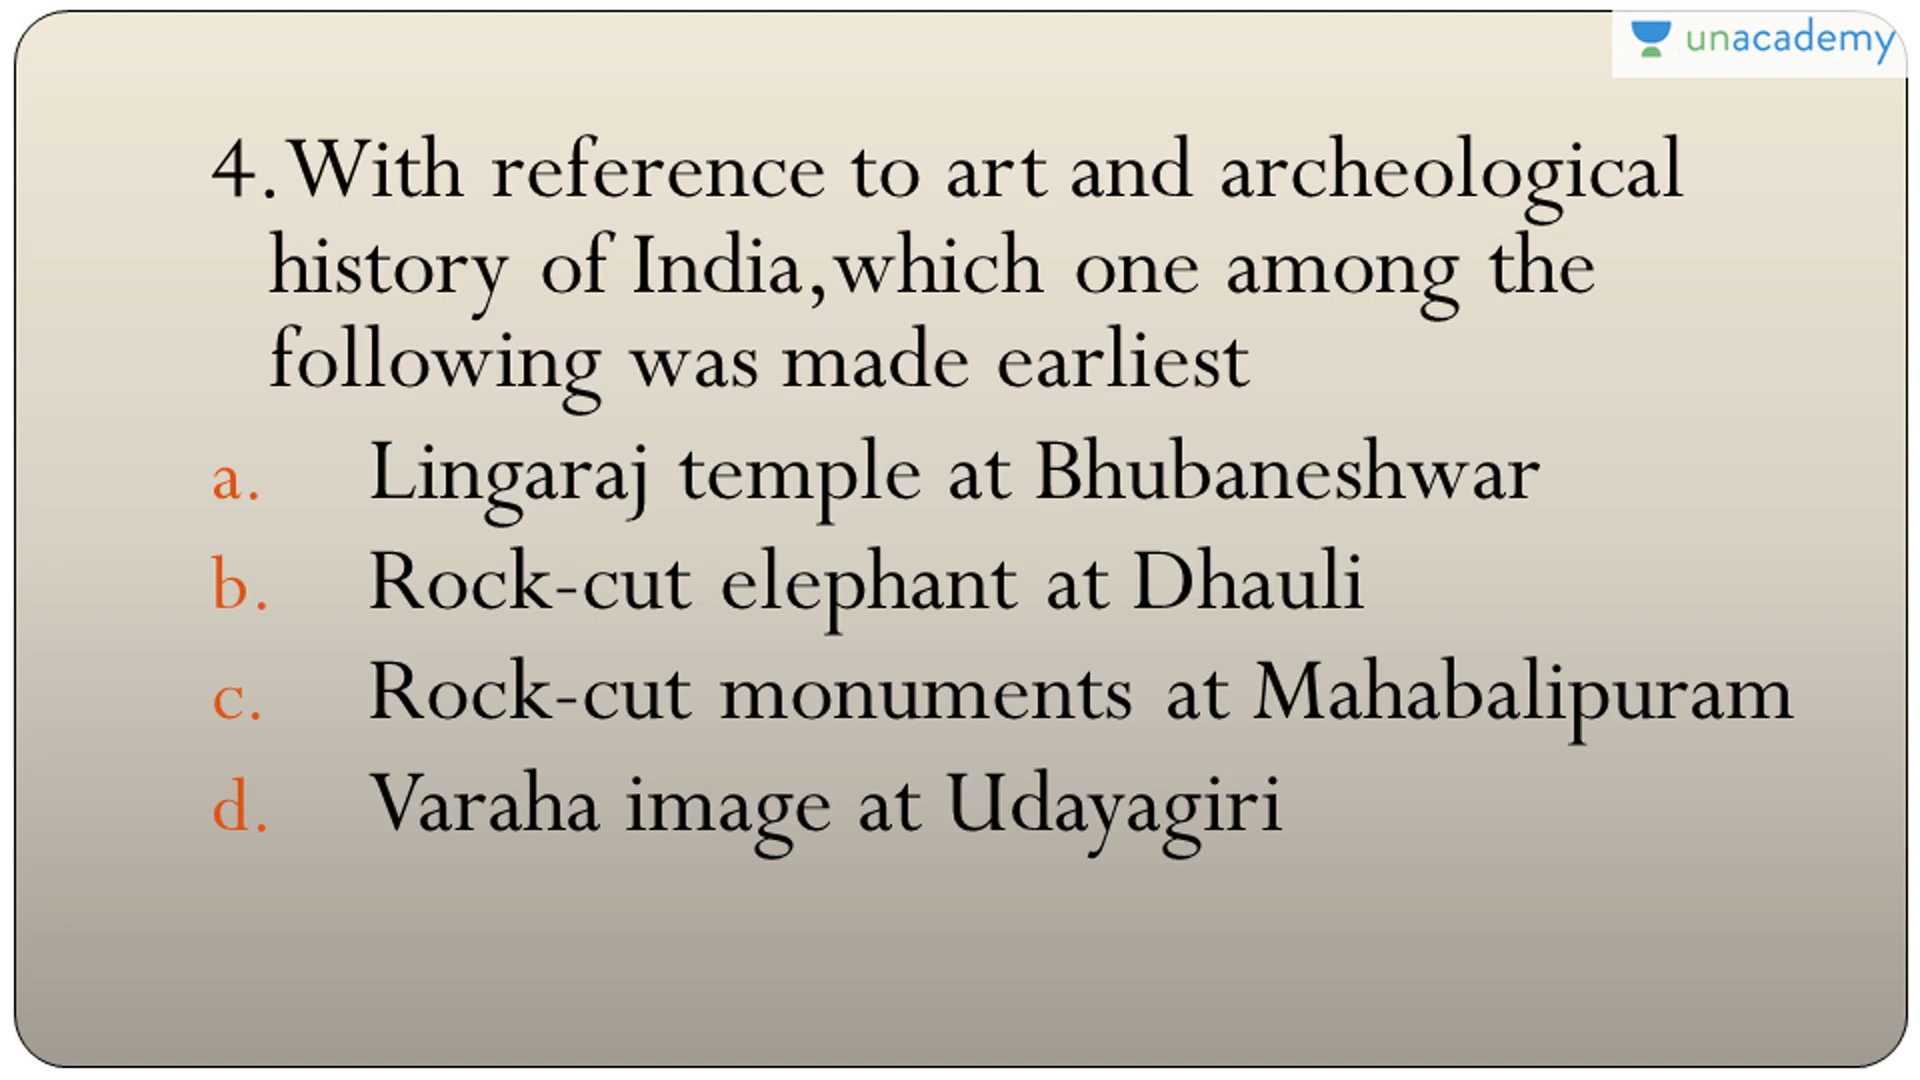 unacademy
4.With reference to art and archeological
history of India,which one among the
following was made earliest
a. Lingaraj temple at Bhubaneshwar
b. Rock-cut elephant at Dhauli
c. Rock-cut monuments at Mahabalipuram
d. Varaha image at Udayagiri